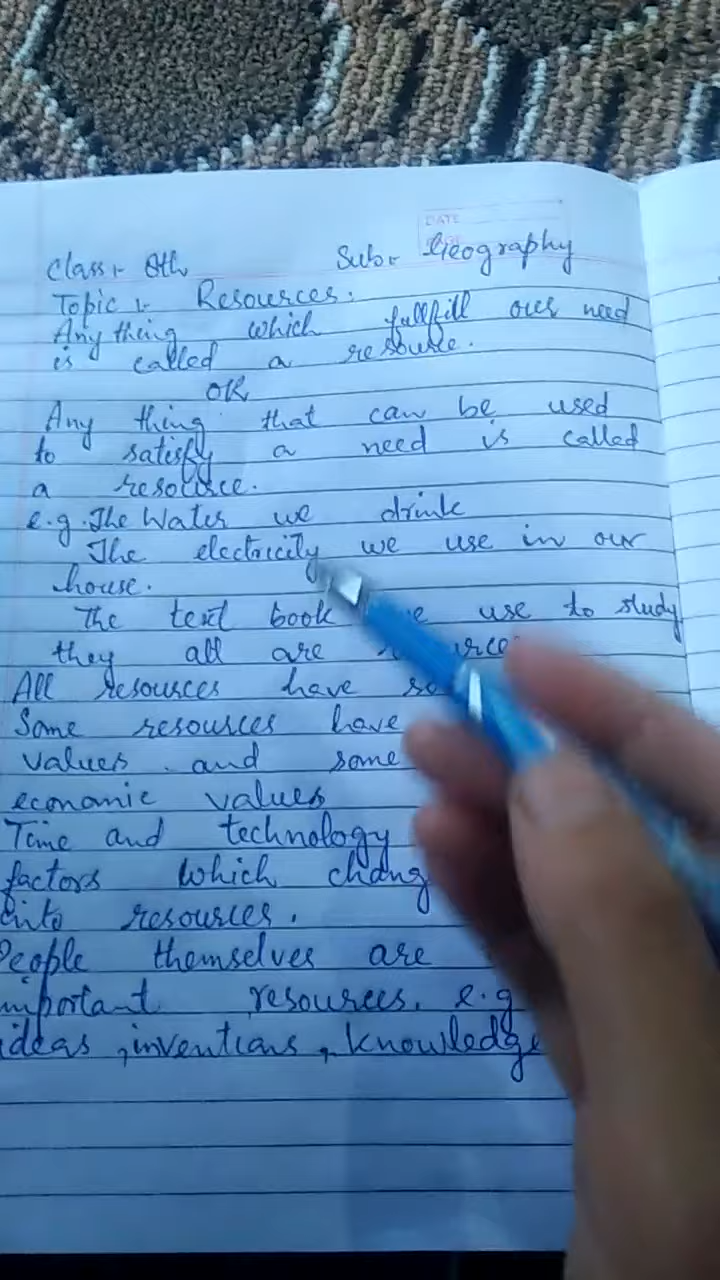 DATE
Class :- 8th Sub :- Geography
Topic :- Resources.
Any thing which fullfill our need
is called a resource.
OR
Any thing that can be used
to satisfy a need is called
a resource.
e.g. The Water we drink
The electricity we use in our
house.
The text book use to study
they all are
All resources have
Some resources have
values and some
economic values
Time and technology
factors which
into resources.
People themselves are
important resources. e.g
ideas, inventions, knowledge